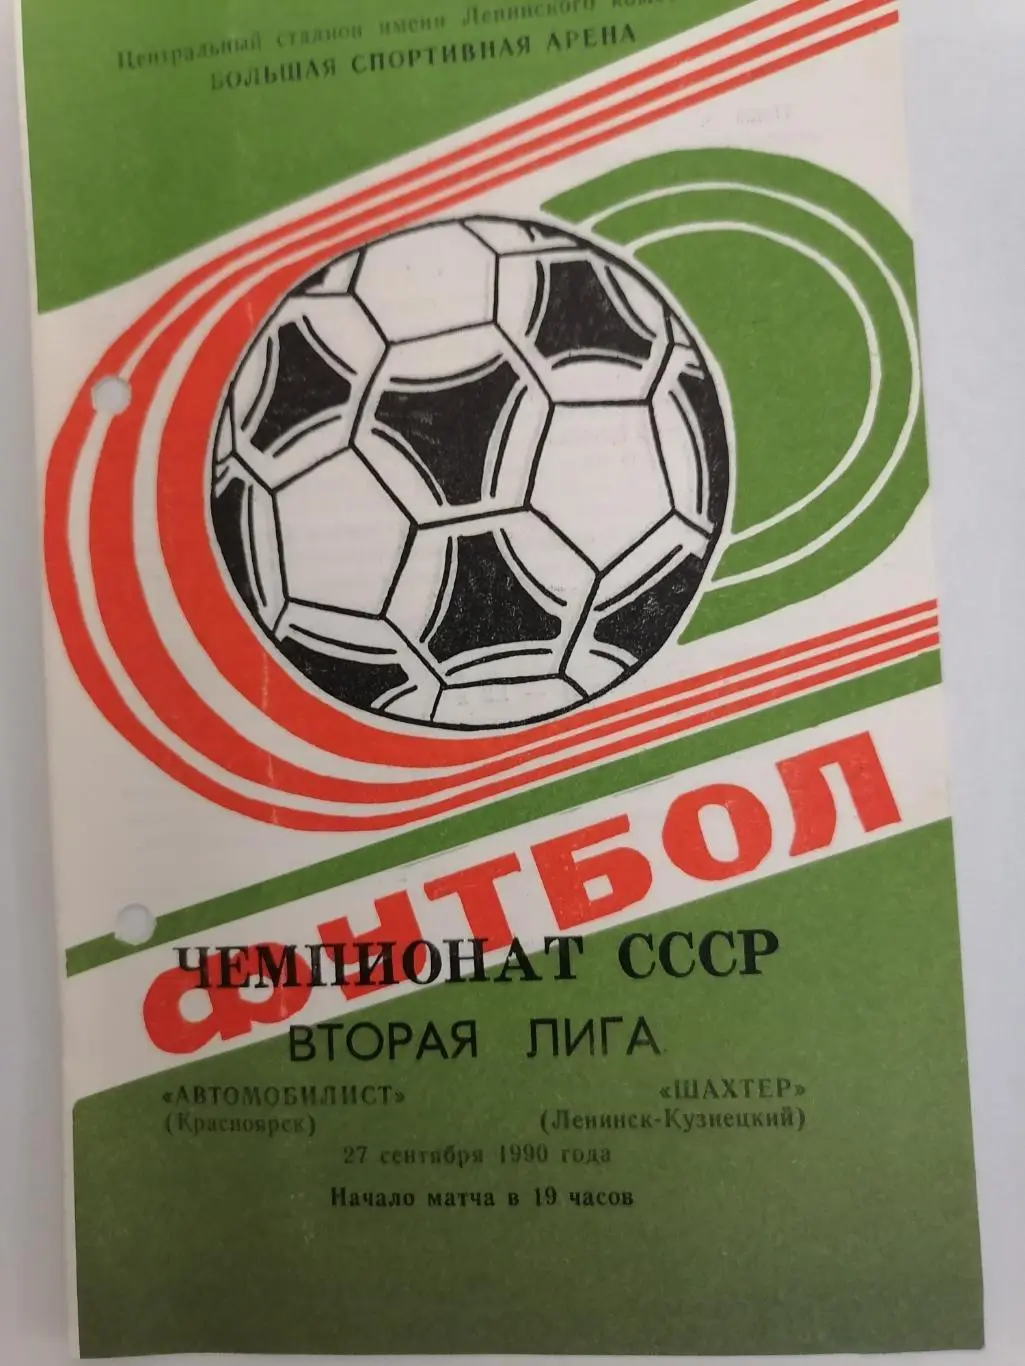 Центральный стадион имени Ленинского
БОЛЬШАЯ СПОРТИВНАЯ АРЕНА
ФУТБОЛ
ЧЕМПИОНАТ СССР
ВТОРАЯ ЛИГА
«АВТОМОБИЛИСТ» «ШАХТЕР»
(Красноярск) (Ленинск-Кузнецкий)
27 сентября 1990 года
Начало матча в 19 часов